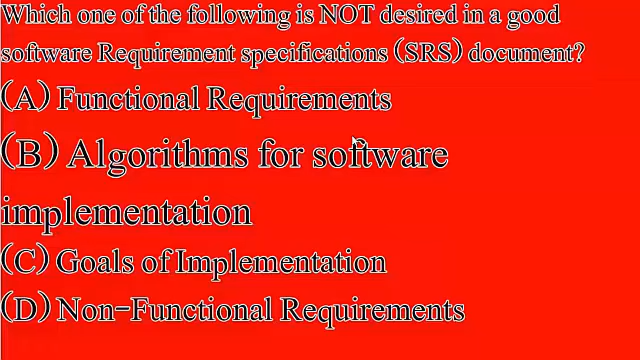 Which one of the following is NOT desired in a good
software Requirement specifications (SRS) document?
(A) Functional Requirements
(B) Algorithms for software
implementation
(C) Goals of Implementation
(D) Non-Functional Requirements